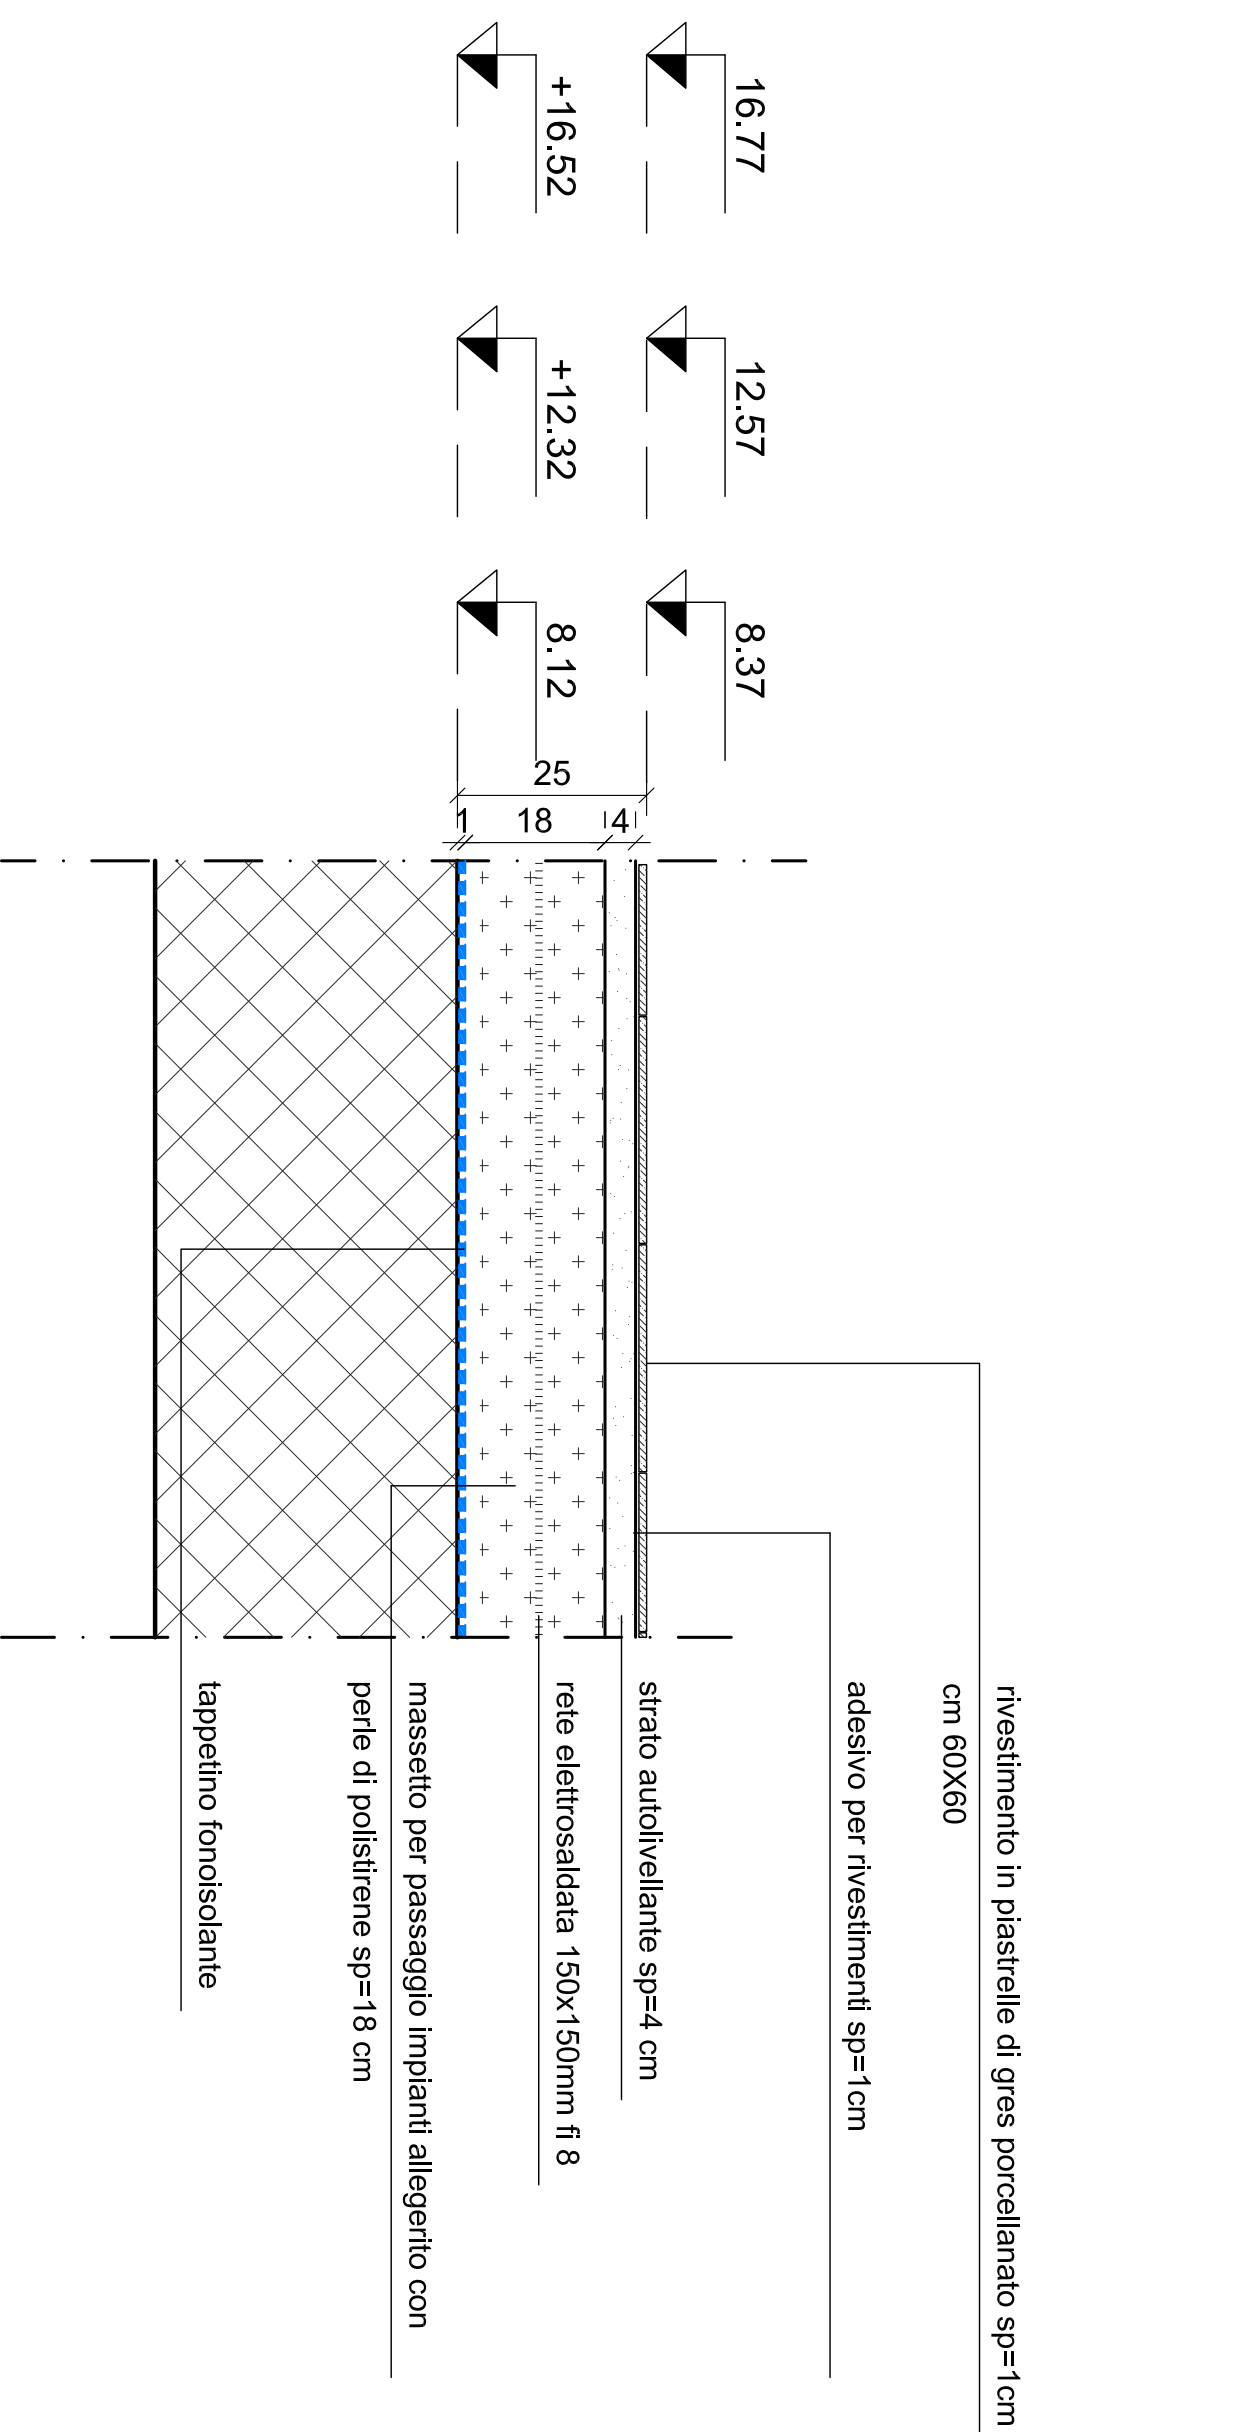 16.77
12.57
8.37
+16.52
+12.32
8.12
25
1
18
4
rivestimento in piastrelle di gres porcellanato sp=1cm
cm 60X60
adesivo per rivestimenti sp=1cm
strato autolivellante sp=4 cm
rete elettrosaldata 150x150mm fi 8
massetto per passaggio impianti allegerito con
perle di polistirene sp=18 cm
tappetino fonoisolante